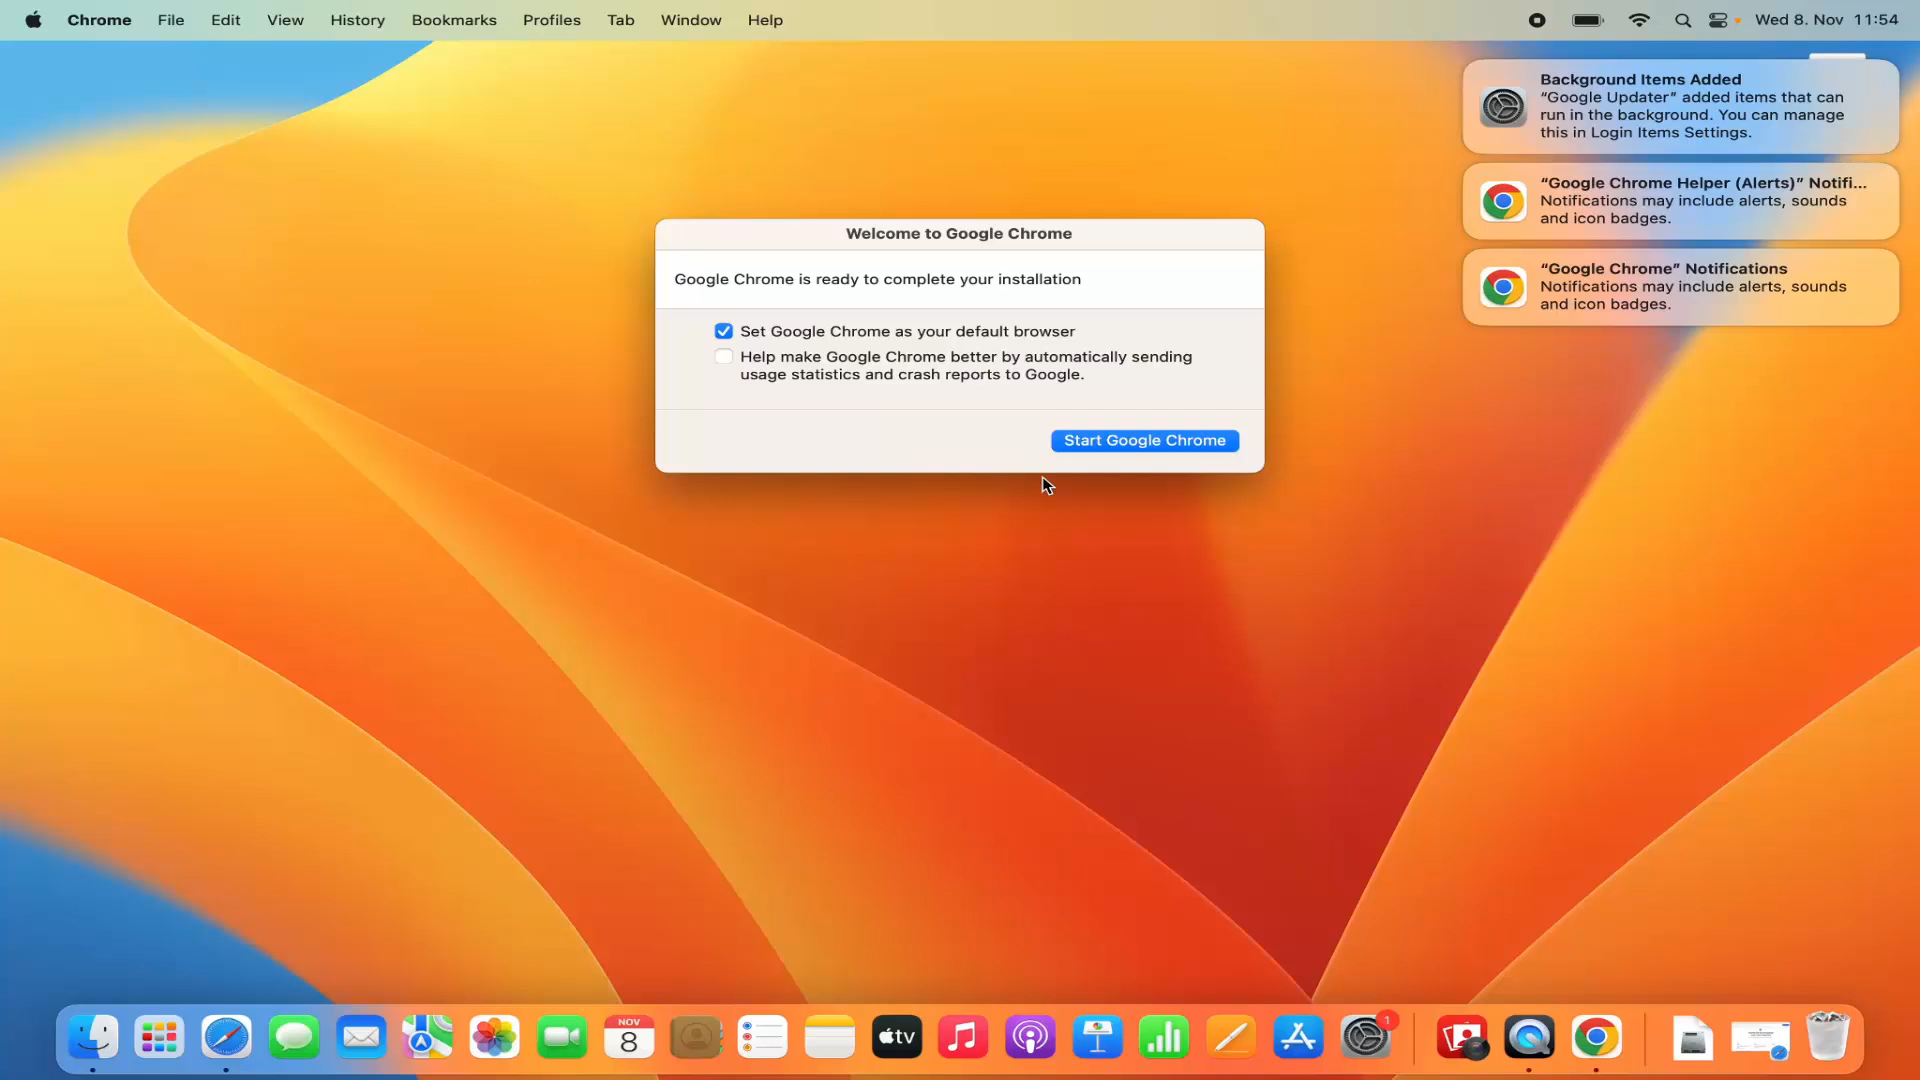 Chrome File Edit View History Bookmarks Profiles Tab Window Help Wed 8. Nov 11:54
Background Items Added
“Google Updater” added items that can
run in the background. You can manage
this in Login Items Settings.
“Google Chrome Helper (Alerts)” Notifi...
Notifications may include alerts, sounds
and icon badges.
“Google Chrome” Notifications
Notifications may include alerts, sounds
and icon badges.
Welcome to Google Chrome
Google Chrome is ready to complete your installation
Set Google Chrome as your default browser
Help make Google Chrome better by automatically sending
usage statistics and crash reports to Google.
Start Google Chrome
NOV
8
tv
1